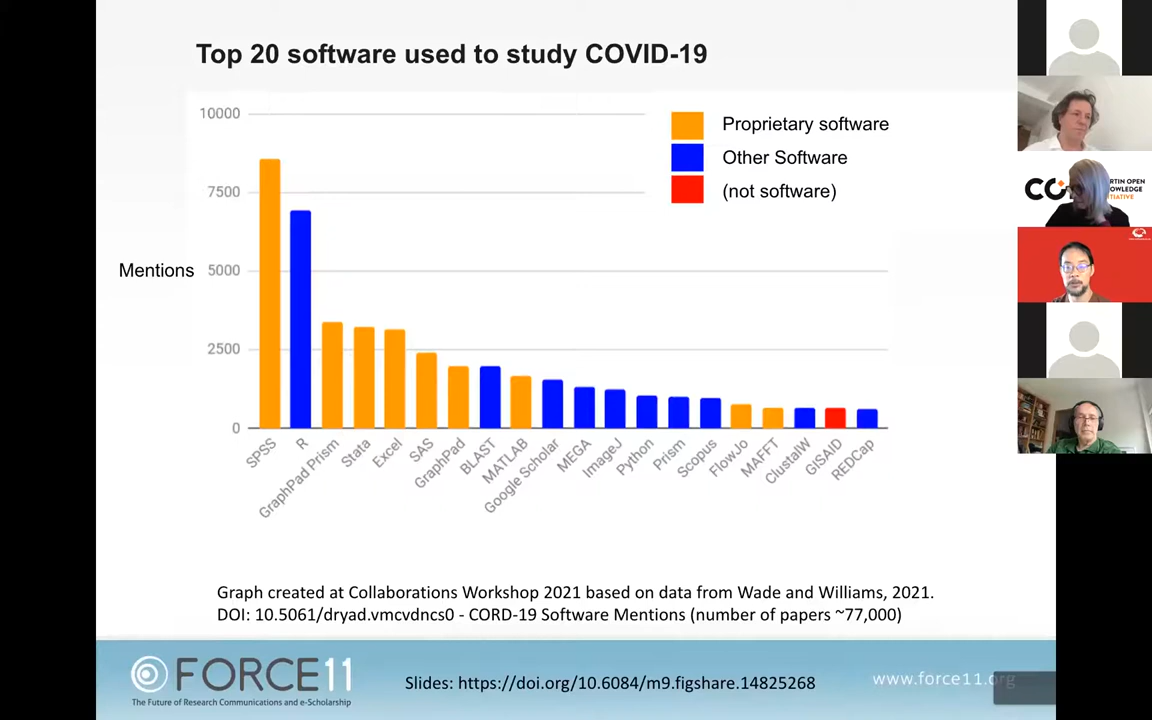 Top 20 software used to study COVID-19
10000
7500
Mentions 5000
2500
0
Proprietary software
Other Software
(not software)
SPSS
R
GraphPad Prism
Stata
Excel
SAS
GraphPad
BLAST
MATLAB
Google Scholar
MEGA
ImageJ
Python
Prism
Scopus
FlowJo
MAFFT
ClustalW
GISAID
REDCap
Graph created at Collaborations Workshop 2021 based on data from Wade and Williams, 2021.
DOI: 10.5061/dryad.vmcvdncs0 - CORD-19 Software Mentions (number of papers ~77,000)
FORCE11
The Future of Research Communications and e-Scholarship
Slides: https://doi.org/10.6084/m9.figshare.14825268
www.force11.org